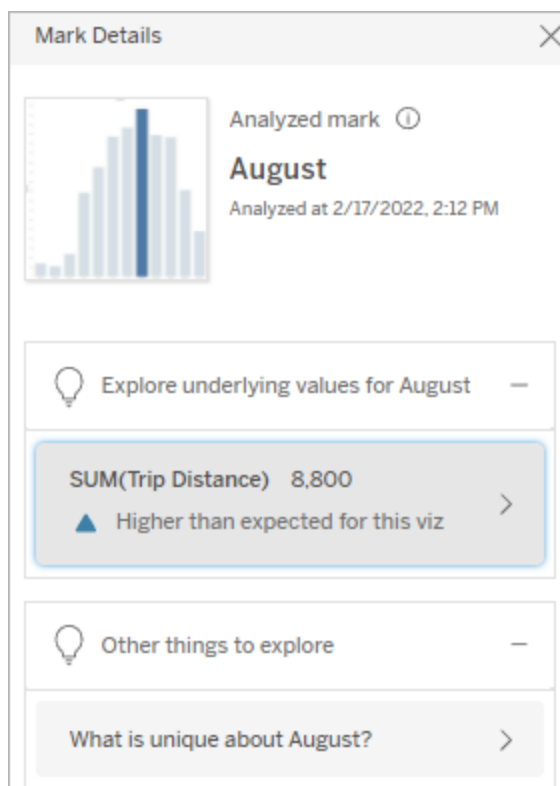 Mark Details
Analyzed mark
August
Analyzed at 2/17/2022, 2:12 PM
Explore underlying values for August
SUM(Trip Distance) 8,800
Higher than expected for this viz
Other things to explore
What is unique about August?